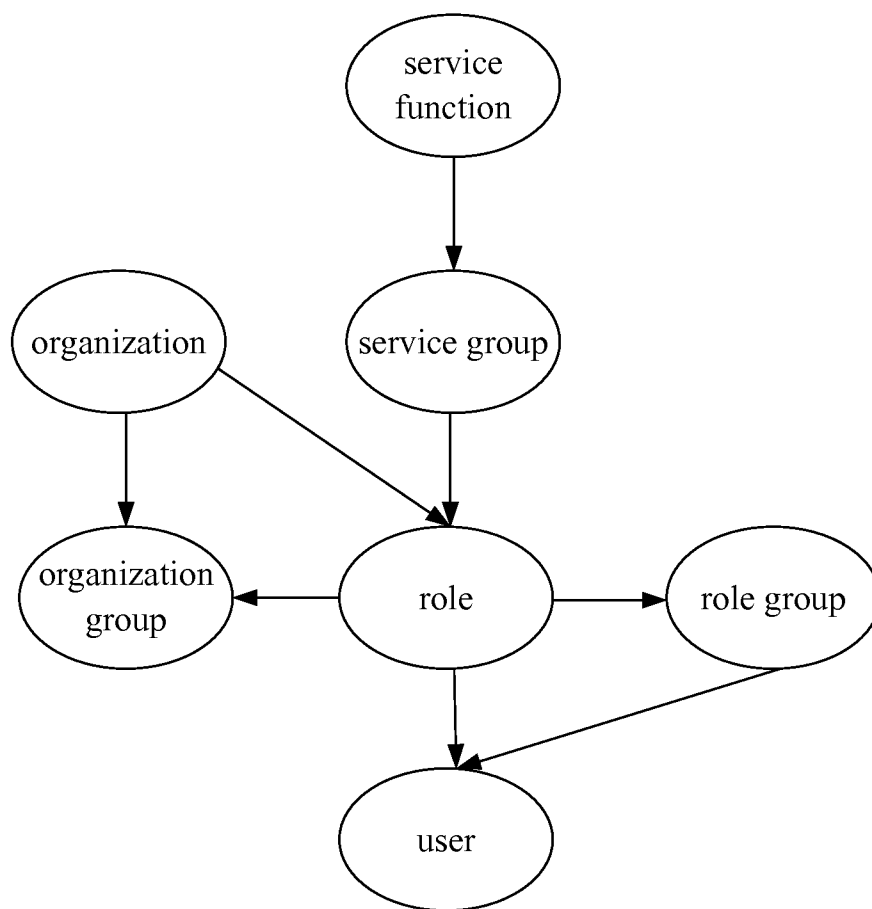 service
function
organization
service group
organization
group
role
role group
user